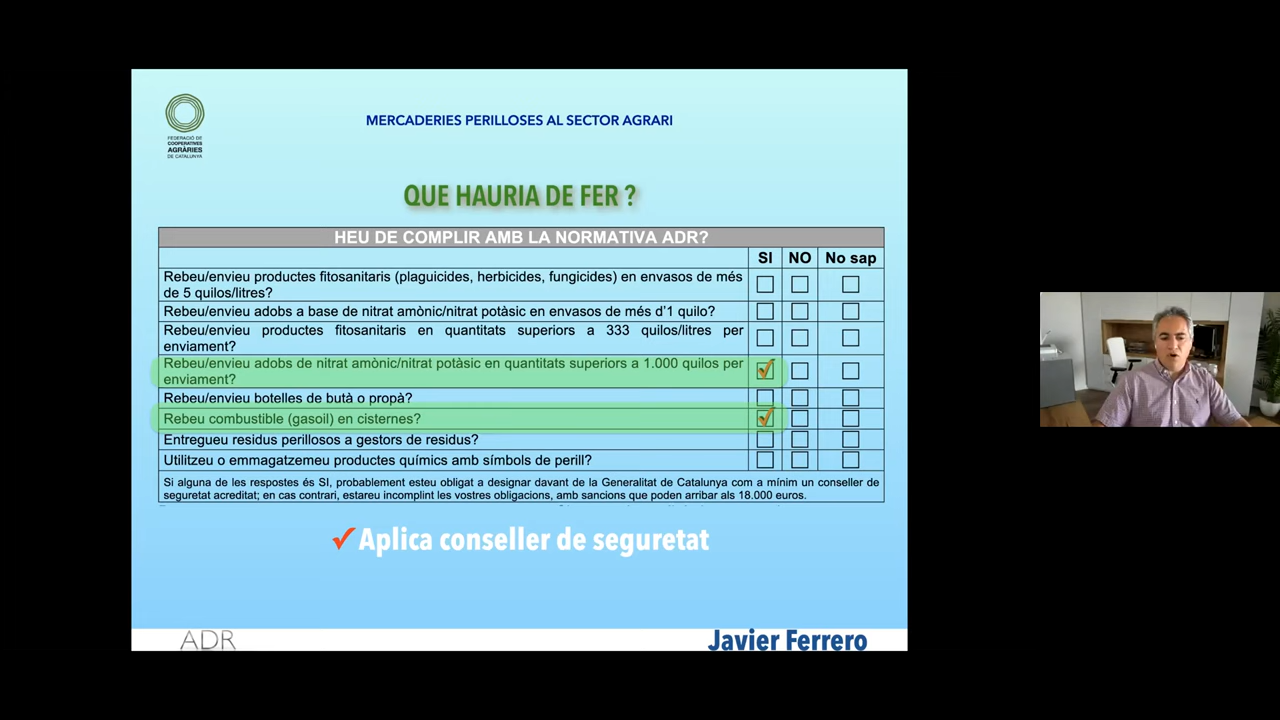 FEDERACIÓ DE
COOPERATIVES
AGRÀRIES
DE CATALUNYA
MERCADERIES PERILLOSES AL SECTOR AGRARI
QUE HAURIA DE FER ?
HEU DE COMPLIR AMB LA NORMATIVA ADR?
SI NO No sap
Rebeu/envieu productes fitosanitaris (plaguicides, herbicides, fungicides) en envasos de més
de 5 quilos/litres?
Rebeu/envieu adobs a base de nitrat amònic/nitrat potàsic en envasos de més d'1 quilo?
Rebeu/envieu productes fitosanitaris en quantitats superiors a 333 quilos/litres per
enviament?
Rebeu/envieu adobs de nitrat amònic/nitrat potàsic en quantitats superiors a 1.000 quilos per
enviament?
Rebeu/envieu botelles de butà o propà?
Rebeu combustible (gasoil) en cisternes?
Entregueu residus perillosos a gestors de residus?
Utilitzeu o emmagatzemeu productes químics amb símbols de perill?
Si alguna de les respostes és SI, probablement esteu obligat a designar davant de la Generalitat de Catalunya com a mínim un conseller de
seguretat acreditat; en cas contrari, estareu incomplint les vostres obligacions, amb sancions que poden arribar als 18.000 euros.
Aplica conseller de seguretat
ADR
Javier Ferrero